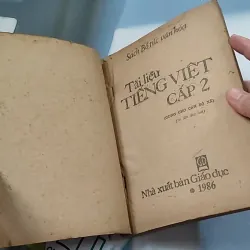 Sách Bổ túc văn hóa
Tài liệu
TIẾNG VIỆT
CẤP 2
Nhà xuất bản Giáo dục
1986